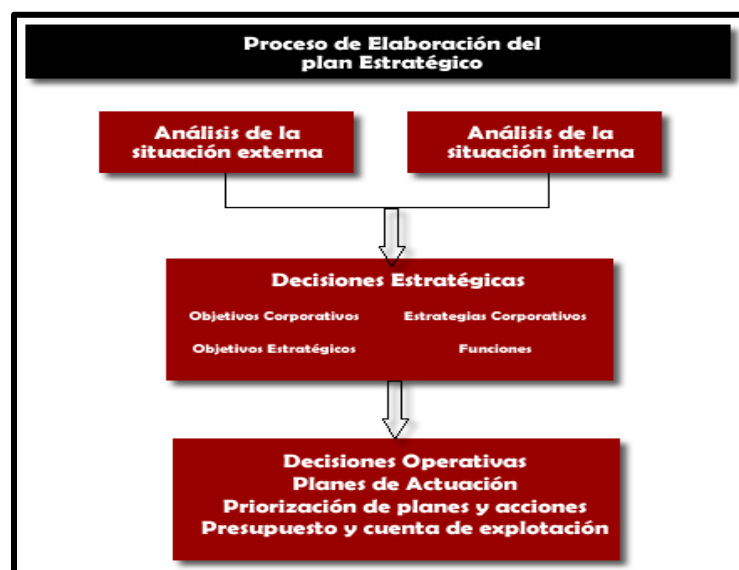 Proceso de Elaboración del
plan Estratégico
Análisis de la
situación externa
Análisis de la
situación interna
Decisiones Estratégicas
Objetivos Corporativos
Estrategias Corporativos
Objetivos Estratégicos
Funciones
Decisiones Operativas
Planes de Actuación
Priorización de planes y acciones
Presupuesto y cuenta de explotación